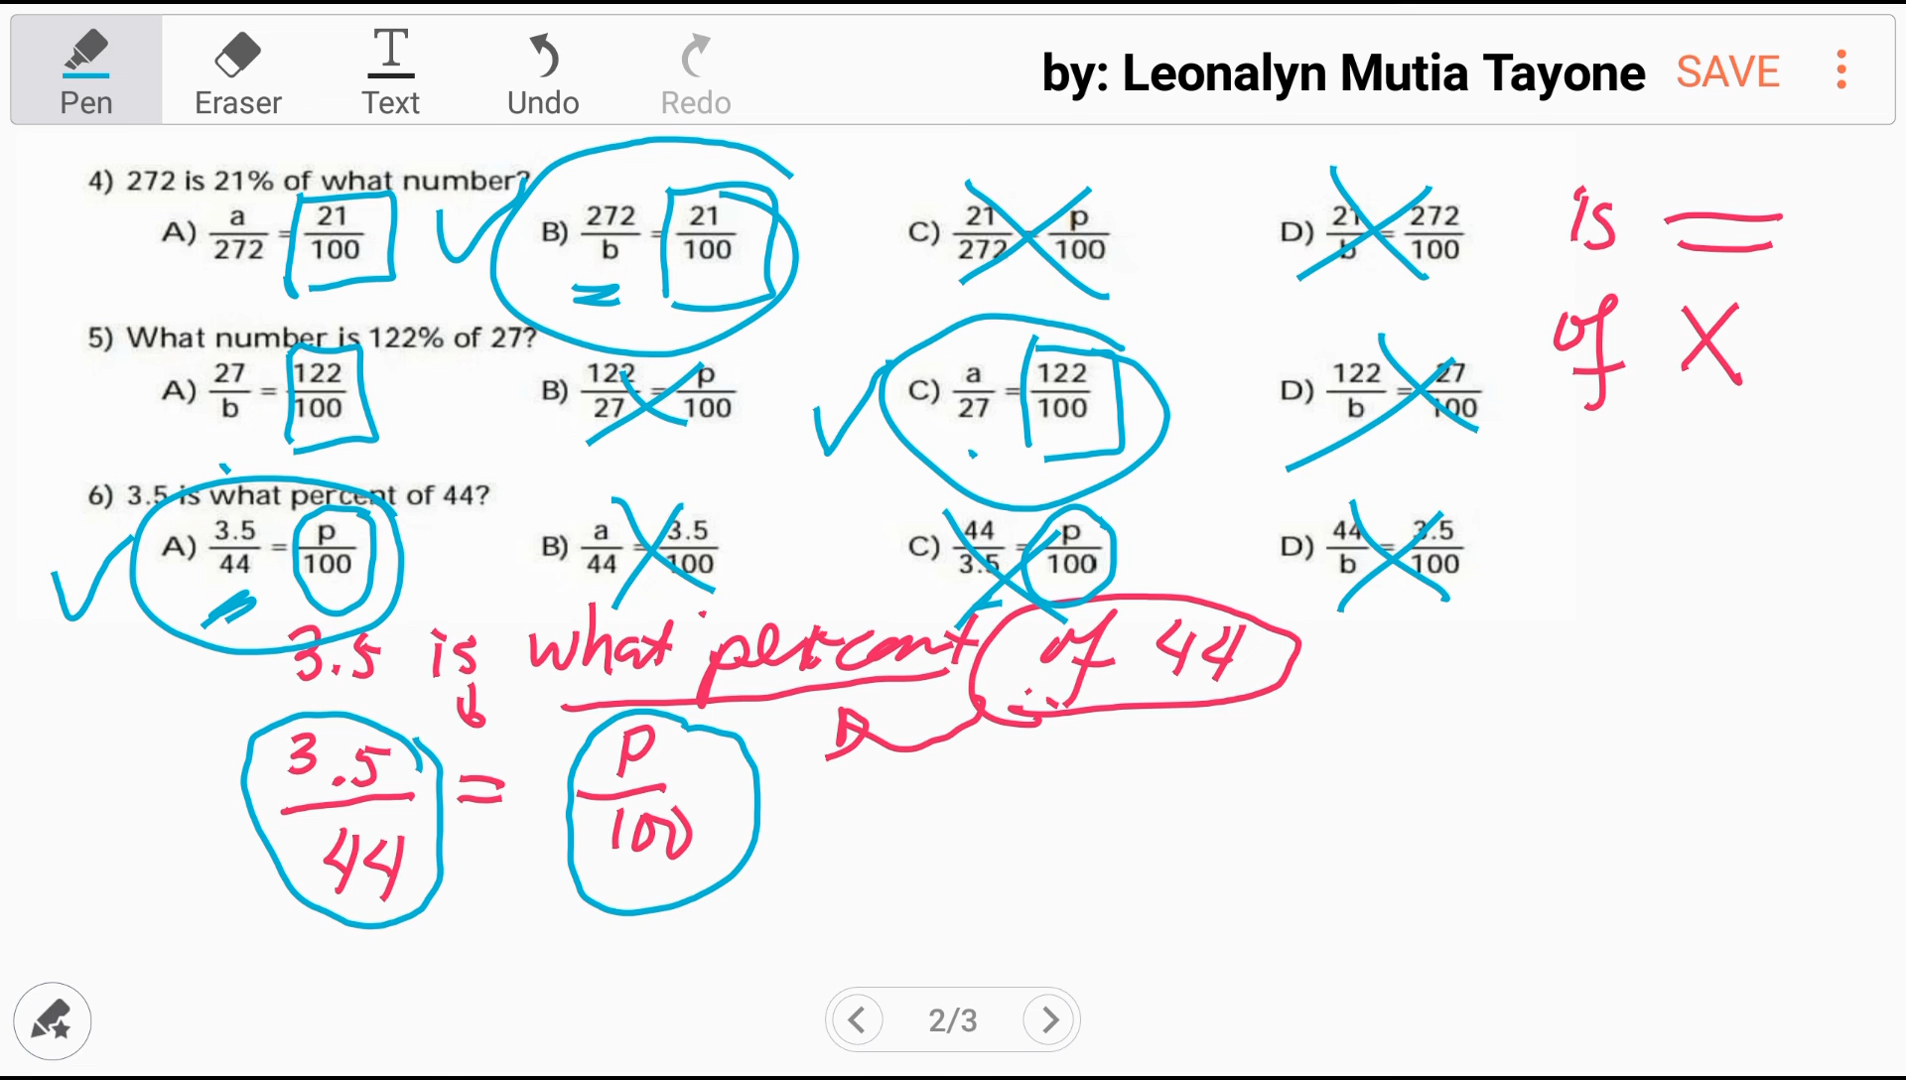 Pen Eraser Text Undo Redo by: Leonalyn Mutia Tayone SAVE
4) 272 is 21% of what number?
A) a/272 = 21/100 B) 272/b = 21/100 C) 21/272 = p/100 D) 21/b = 272/100
is =
5) What number is 122% of 27?
of X
A) 27/b = 122/100 B) 122/27 = p/100 C) a/27 = 122/100 D) 122/b = 27/100
6) 3.5 is what percent of 44?
A) 3.5/44 = p/100 B) a/44 = 3.5/100 C) 44/3.5 = p/100 D) 44/b = 3.5/100
3.5 is what percent of 44
3.5/44 = P/100
2/3